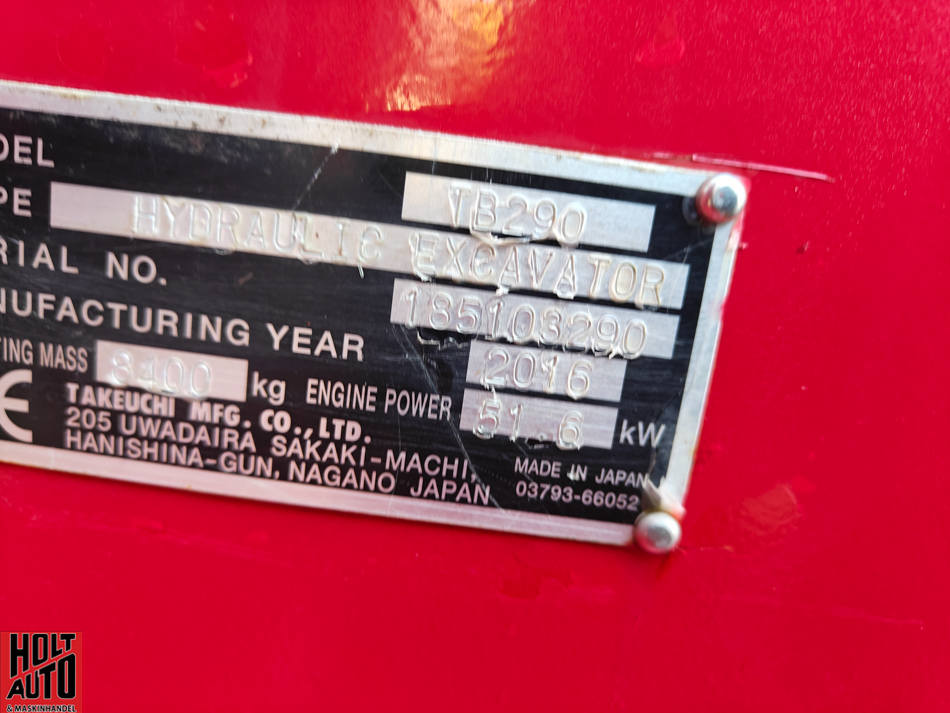 DEL TB290
PE HYDRAULIC EXCAVATOR
RIAL NO. 185103290
NUFACTURING YEAR 2016
TING MASS 8400 kg ENGINE POWER 51.6 kW
CE TAKEUCHI MFG. CO., LTD.
205 UWADAIRA SAKAKI-MACHI,
HANISHINA-GUN, NAGANO JAPAN
MADE IN JAPAN
03793-66052
HOLT
AUTO
& MASKINHANDEL